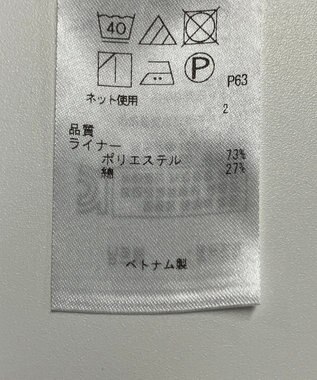 40
P
P63
ネット使用
2
品質
ライナー
ポリエステル 73%
綿 27%
ベトナム製